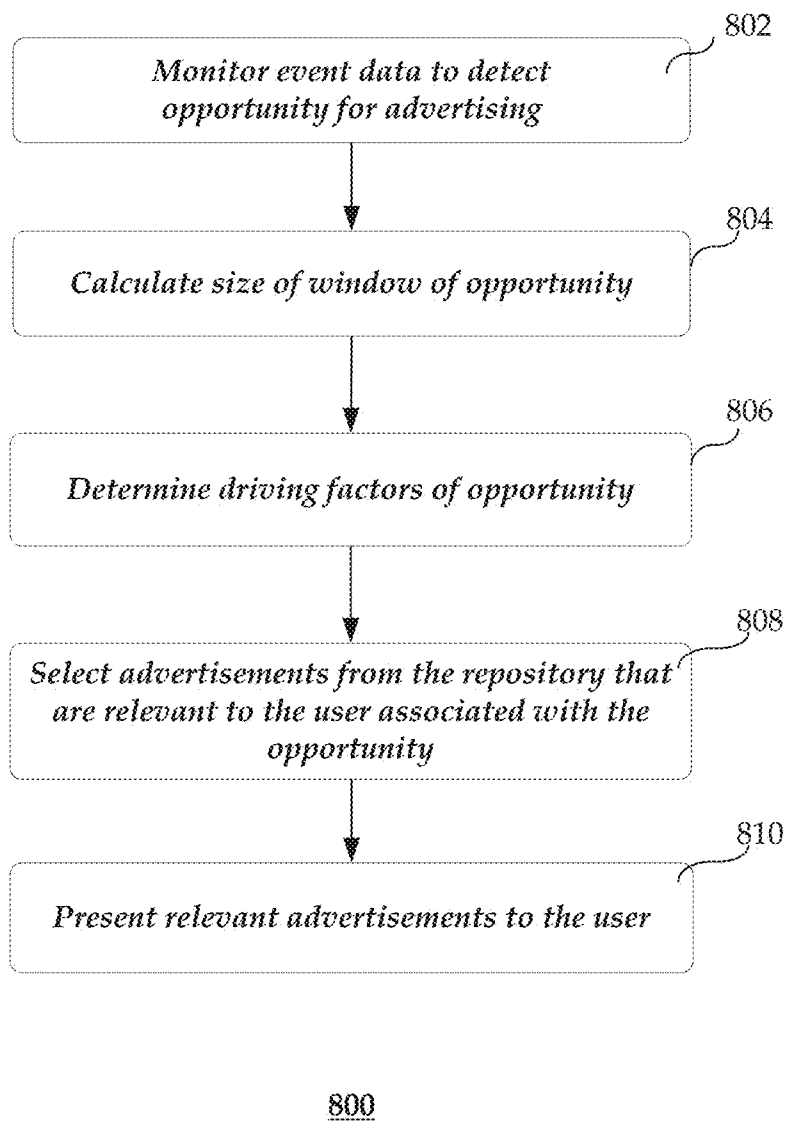 802
Monitor event data to detect
opportunity for advertising
804
Calculate size of window of opportunity
806
Determine driving factors of opportunity
808
Select advertisements from the repository that
are relevant to the user associated with the
opportunity
810
Present relevant advertisements to the user
800